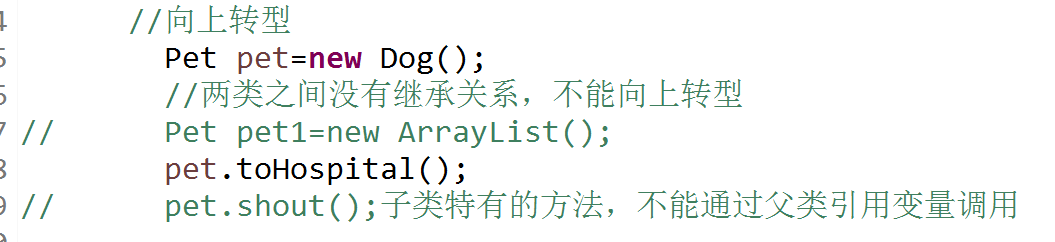 //向上转型
Pet pet=new Dog();
//两类之间没有继承关系，不能向上转型
// Pet pet1=new ArrayList();
pet.toHospital();
// pet.shout();子类特有的方法，不能通过父类引用变量调用